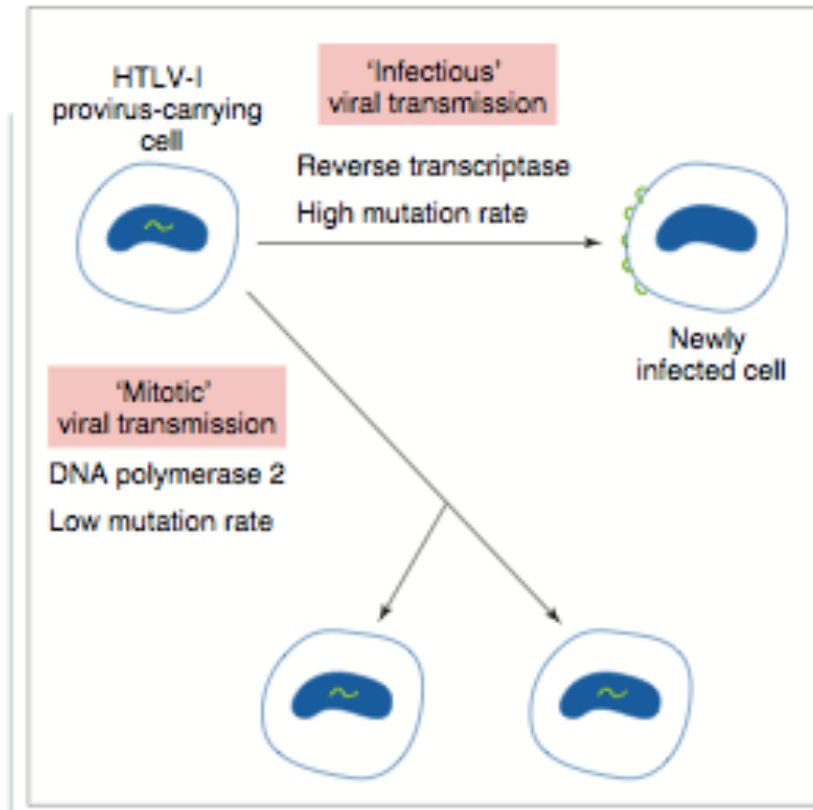 HTLV-I
provirus-carrying
cell
‘Infectious’
viral transmission
Reverse transcriptase
High mutation rate
Newly
infected cell
‘Mitotic’
viral transmission
DNA polymerase 2
Low mutation rate